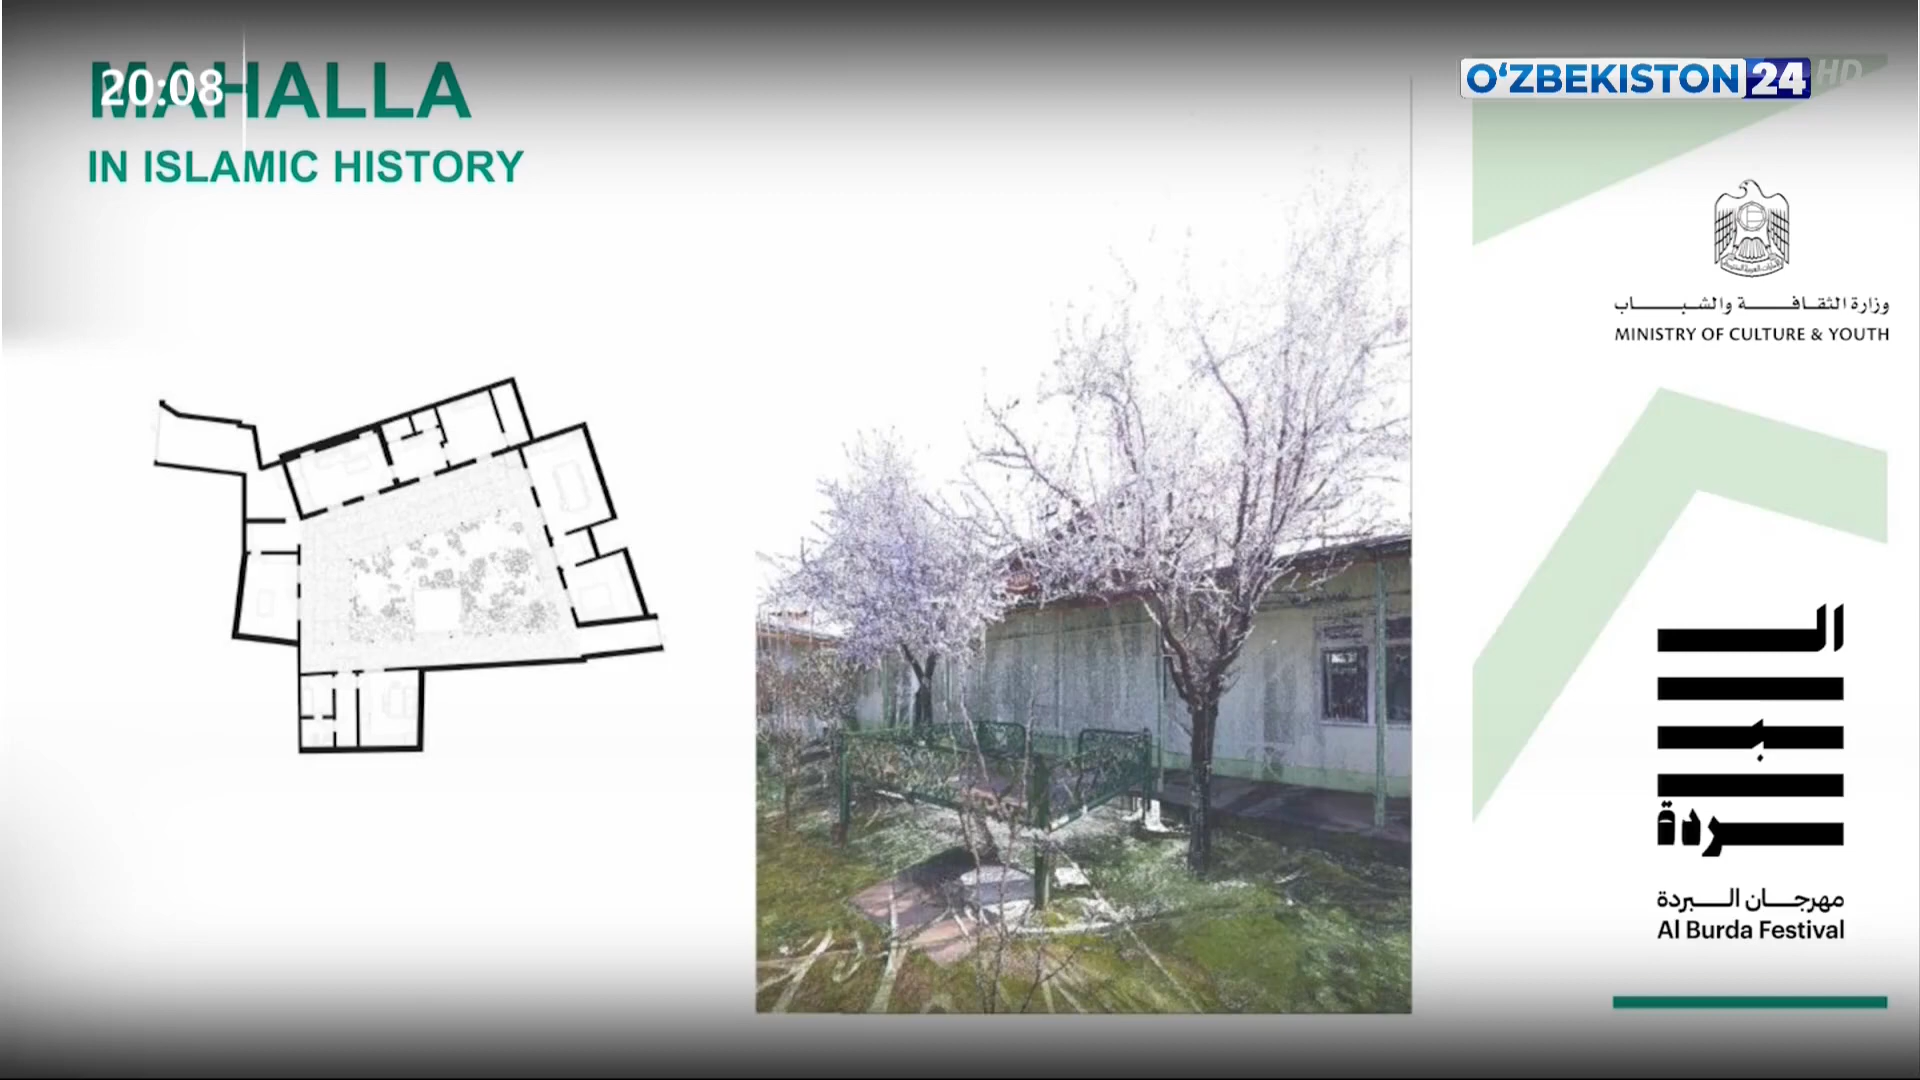 20:08
MAHALLA
IN ISLAMIC HISTORY
O‘ZBEKISTON 24 HD
وزارة الثقافة والشباب
MINISTRY OF CULTURE & YOUTH
البردة
مهرجان البردة
Al Burda Festival